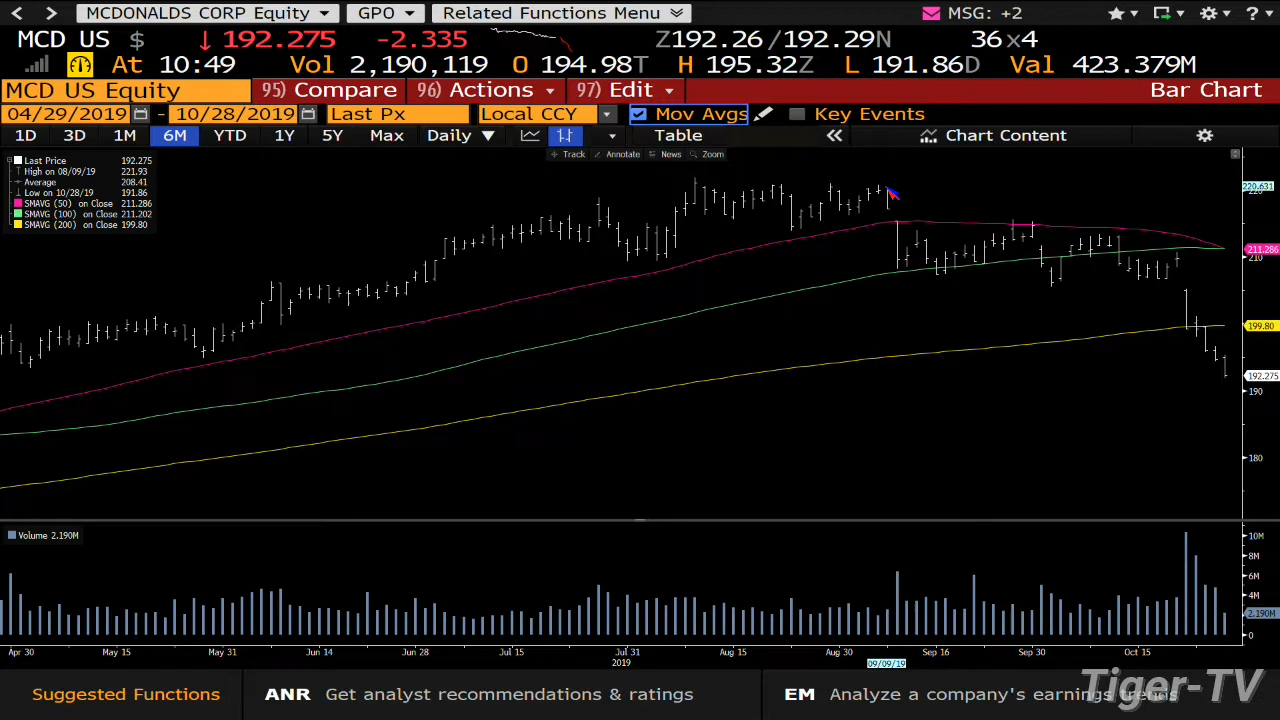 MCDONALDS CORP Equity GPO Related Functions Menu MSG: +2 ?
MCD US $ ↓ 192.275 -2.335 Z192.26/192.29N 36x4
At 10:49 Vol 2,190,119 O 194.98T H 195.32Z L 191.86D Val 423.379M
MCD US Equity 95) Compare 96) Actions 97) Edit Bar Chart
04/29/2019 - 10/28/2019 Last Px Local CCY Mov Avgs Key Events
1D 3D 1M 6M YTD 1Y 5Y Max Daily Table Chart Content
Track Annotate News Zoom
Last Price 192.275
High on 08/09/19 221.93
Average 208.41
Low on 10/28/19 191.86
SMAVG (50) on Close 211.286
SMAVG (100) on Close 211.202
SMAVG (200) on Close 199.80
220.631
211.286
210
199.80
192.275
190
180
Volume 2.190M
10M
8M
6M
4M
2.190M
0
Apr 30 May 15 May 31 Jun 14 Jun 28 Jul 15 Jul 31 Aug 15 Aug 30 Sep 16 Sep 30 Oct 15
2019 09/09/19
Suggested Functions ANR Get analyst recommendations & ratings EM Analyze a company's earnings trends
Tiger-TV